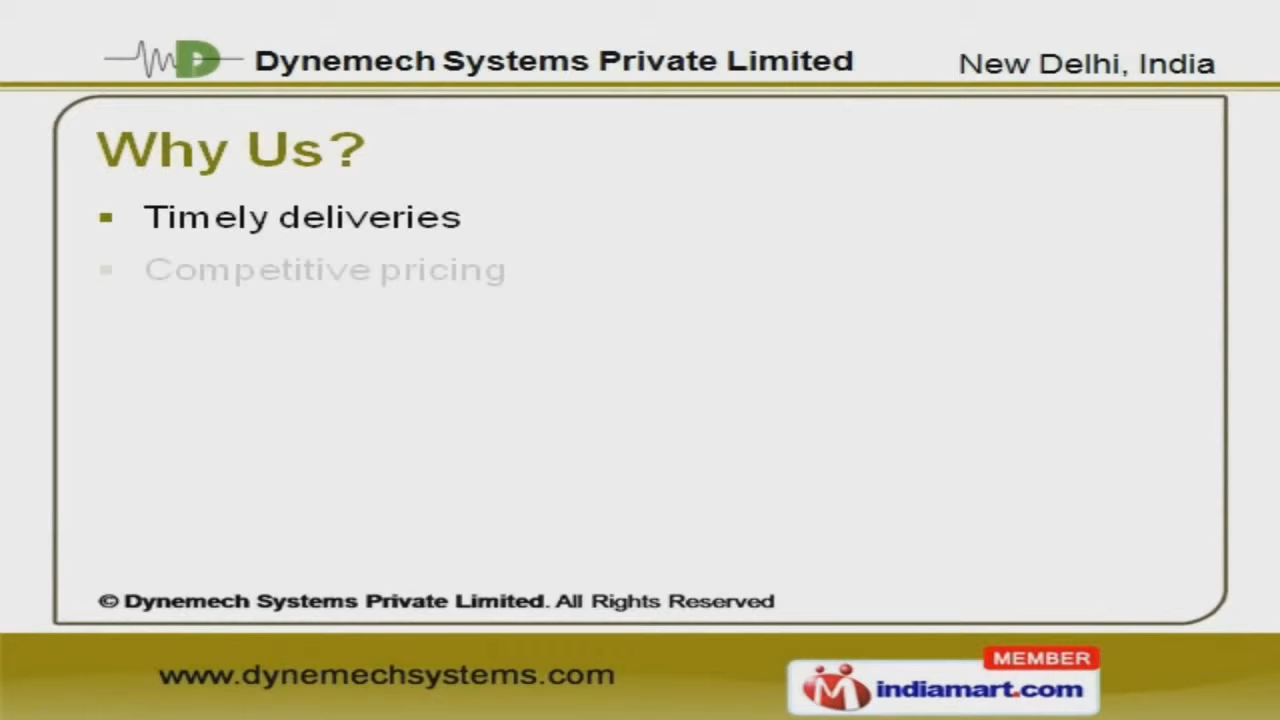 Dynemech Systems Private Limited
New Delhi, India
Why Us?
▪ Timely deliveries
▪ Competitive pricing
© Dynemech Systems Private Limited. All Rights Reserved
www.dynemechsystems.com
MEMBER
indiamart.com